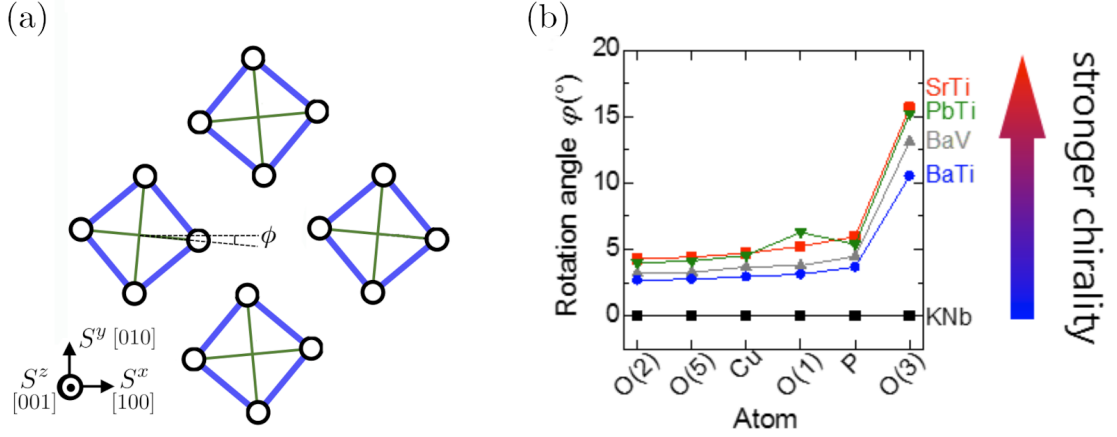 (a)
ϕ
S^y [010]
S^z
[001]
S^x
[100]
(b)
Rotation angle φ(°)
20
15
10
5
0
SrTi
PbTi
BaV
BaTi
KNb
O(2)
O(5)
Cu
O(1)
P
O(3)
Atom
stronger chirality